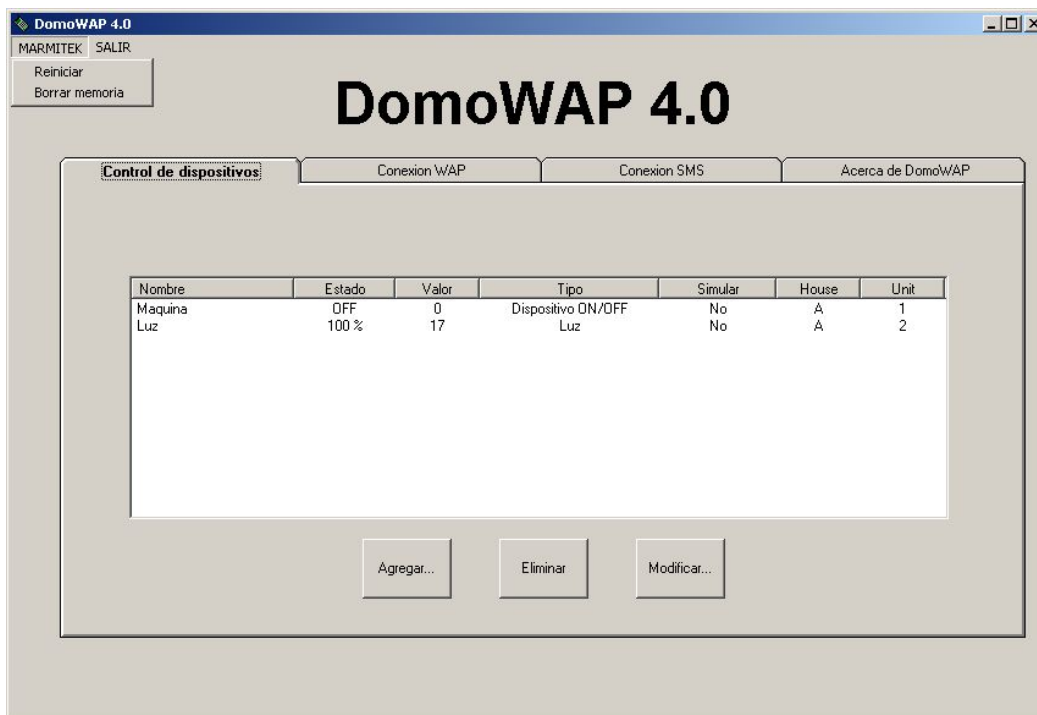 DomoWAP 4.0
MARMITEK SALIR
Reiniciar
Borrar memoria
DomoWAP 4.0
Control de dispositivos Conexion WAP Conexion SMS Acerca de DomoWAP
Nombre Estado Valor Tipo Simular House Unit
Maquina OFF 0 Dispositivo ON/OFF No A 1
Luz 100 % 17 Luz No A 2
Agregar... Eliminar Modificar...